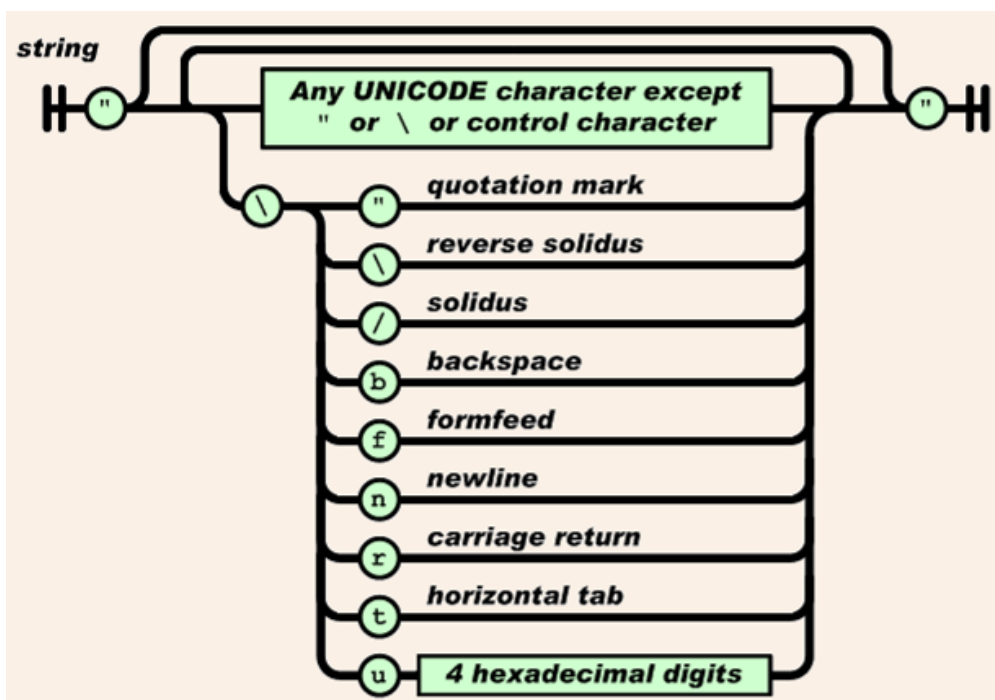 string
"
Any UNICODE character except
" or \ or control character
"
\
" quotation mark
\ reverse solidus
/ solidus
b backspace
f formfeed
n newline
r carriage return
t horizontal tab
u 4 hexadecimal digits